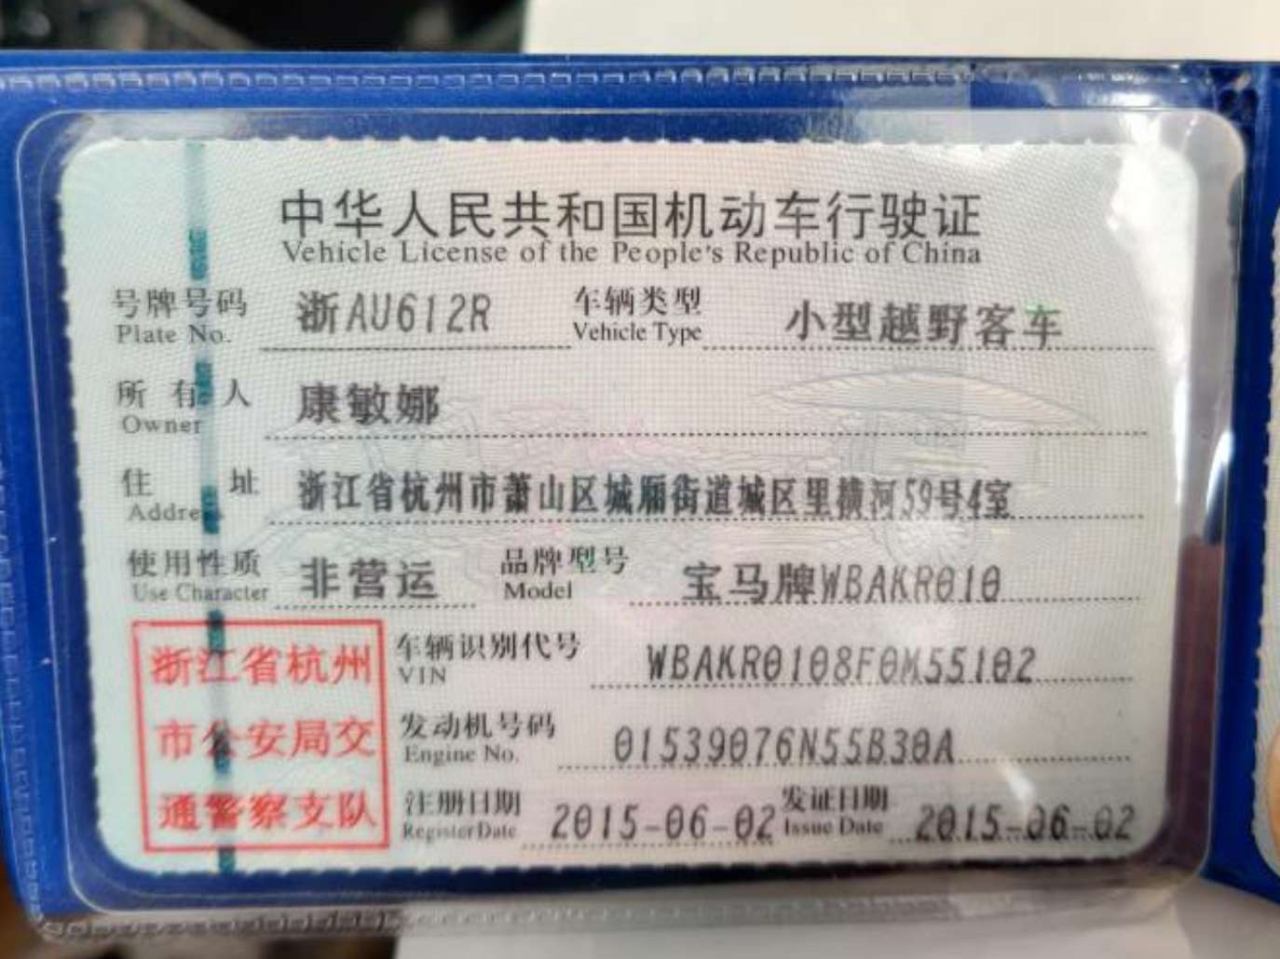 中华人民共和国机动车行驶证
Vehicle License of the People's Republic of China
号牌号码 浙AU612R 车辆类型 小型越野客车
Plate No. Vehicle Type
所有人 康敏娜
Owner
住址 浙江省杭州市萧山区城厢街道城区里横河59号4室
Address
使用性质 非营运 品牌型号 宝马牌WBAKR010
Use Character Model
浙江省杭州
市公安局交
通警察支队
车辆识别代号 WBAKR0108F0M55102
VIN
发动机号码 01539076N55B30A
Engine No.
注册日期 2015-06-02 发证日期 2015-06-02
Register Date Issue Date